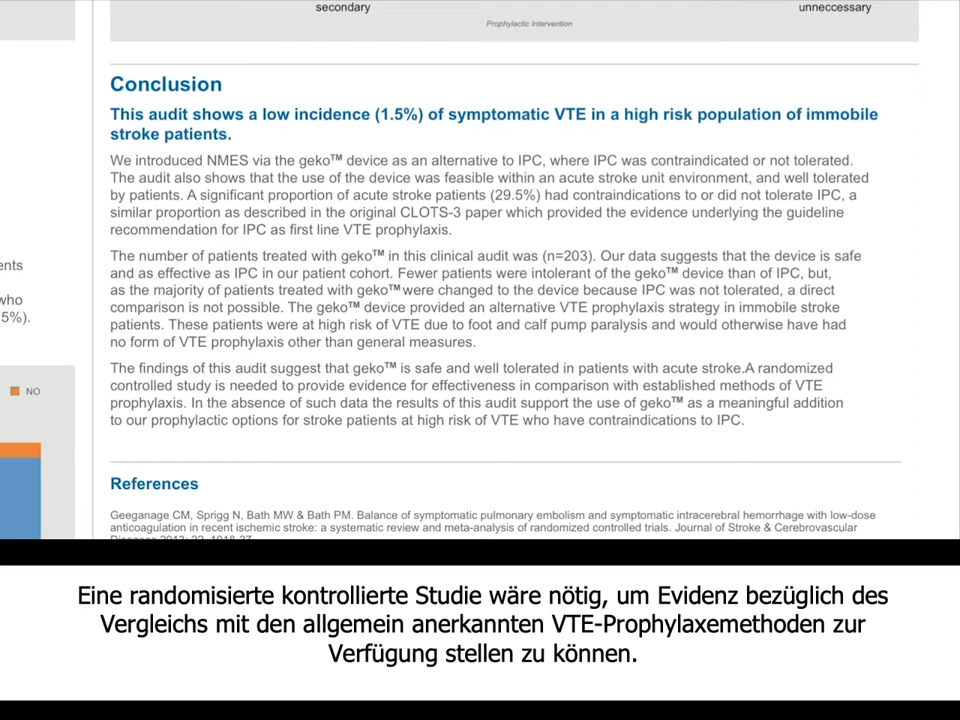 secondary
unneccessary
Prophylactic Intervention
Conclusion
This audit shows a low incidence (1.5%) of symptomatic VTE in a high risk population of immobile
stroke patients.
We introduced NMES via the geko™ device as an alternative to IPC, where IPC was contraindicated or not tolerated.
The audit also shows that the use of the device was feasible within an acute stroke unit environment, and well tolerated
by patients. A significant proportion of acute stroke patients (29.5%) had contraindications to or did not tolerate IPC, a
similar proportion as described in the original CLOTS-3 paper which provided the evidence underlying the guideline
recommendation for IPC as first line VTE prophylaxis.
The number of patients treated with geko™ in this clinical audit was (n=203). Our data suggests that the device is safe
and as effective as IPC in our patient cohort. Fewer patients were intolerant of the geko™ device than of IPC, but,
as the majority of patients treated with geko™ were changed to the device because IPC was not tolerated, a direct
comparison is not possible. The geko™ device provided an alternative VTE prophylaxis strategy in immobile stroke
patients. These patients were at high risk of VTE due to foot and calf pump paralysis and would otherwise have had
no form of VTE prophylaxis other than general measures.
The findings of this audit suggest that geko™ is safe and well tolerated in patients with acute stroke.A randomized
controlled study is needed to provide evidence for effectiveness in comparison with established methods of VTE
prophylaxis. In the absence of such data the results of this audit support the use of geko™ as a meaningful addition
to our prophylactic options for stroke patients at high risk of VTE who have contraindications to IPC.
References
Geeganage CM, Sprigg N, Bath MW & Bath PM. Balance of symptomatic pulmonary embolism and symptomatic intracerebral hemorrhage with low-dose
anticoagulation in recent ischemic stroke: a systematic review and meta-analysis of randomized controlled trials. Journal of Stroke & Cerebrovascular
ents
who
5%).
NO
Eine randomisierte kontrollierte Studie wäre nötig, um Evidenz bezüglich des
Vergleichs mit den allgemein anerkannten VTE-Prophylaxemethoden zur
Verfügung stellen zu können.